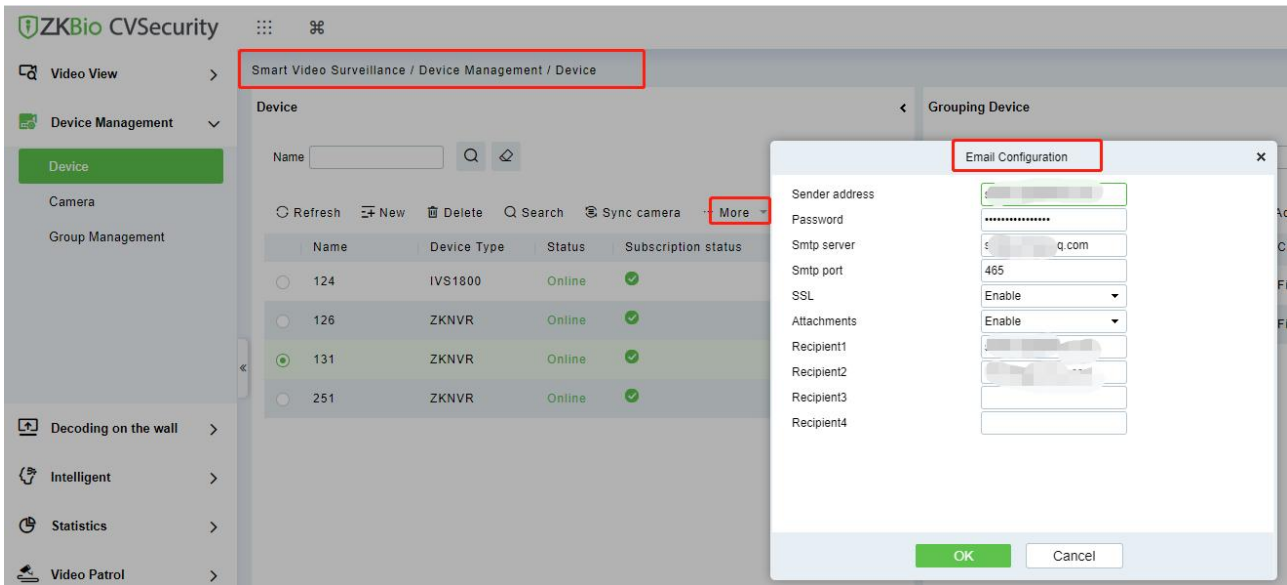 ZKBio CVSecurity
Video View
Device Management
Device
Camera
Group Management
Decoding on the wall
Intelligent
Statistics
Video Patrol
Smart Video Surveillance / Device Management / Device
Device
Name
Refresh New Delete Search Sync camera ··· More
Name Device Type Status Subscription status
124 IVS1800 Online
126 ZKNVR Online
131 ZKNVR Online
251 ZKNVR Online
Grouping Device
Email Configuration
Sender address
Password ••••••••••••••••
Smtp server q.com
Smtp port 465
SSL Enable
Attachments Enable
Recipient1
Recipient2
Recipient3
Recipient4
OK Cancel